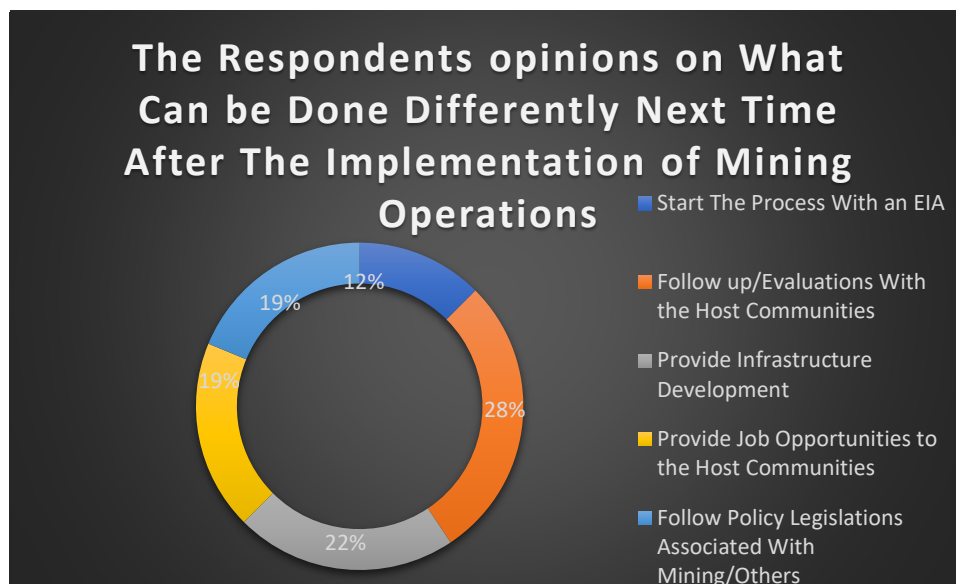 The Respondents opinions on What
Can be Done Differently Next Time
After The Implementation of Mining
Operations
Start The Process With an EIA
Follow up/Evaluations With
the Host Communities
Provide Infrastructure
Development
Provide Job Opportunities to
the Host Communities
Follow Policy Legislations
Associated With
Mining/Others
12%
28%
22%
19%
19%